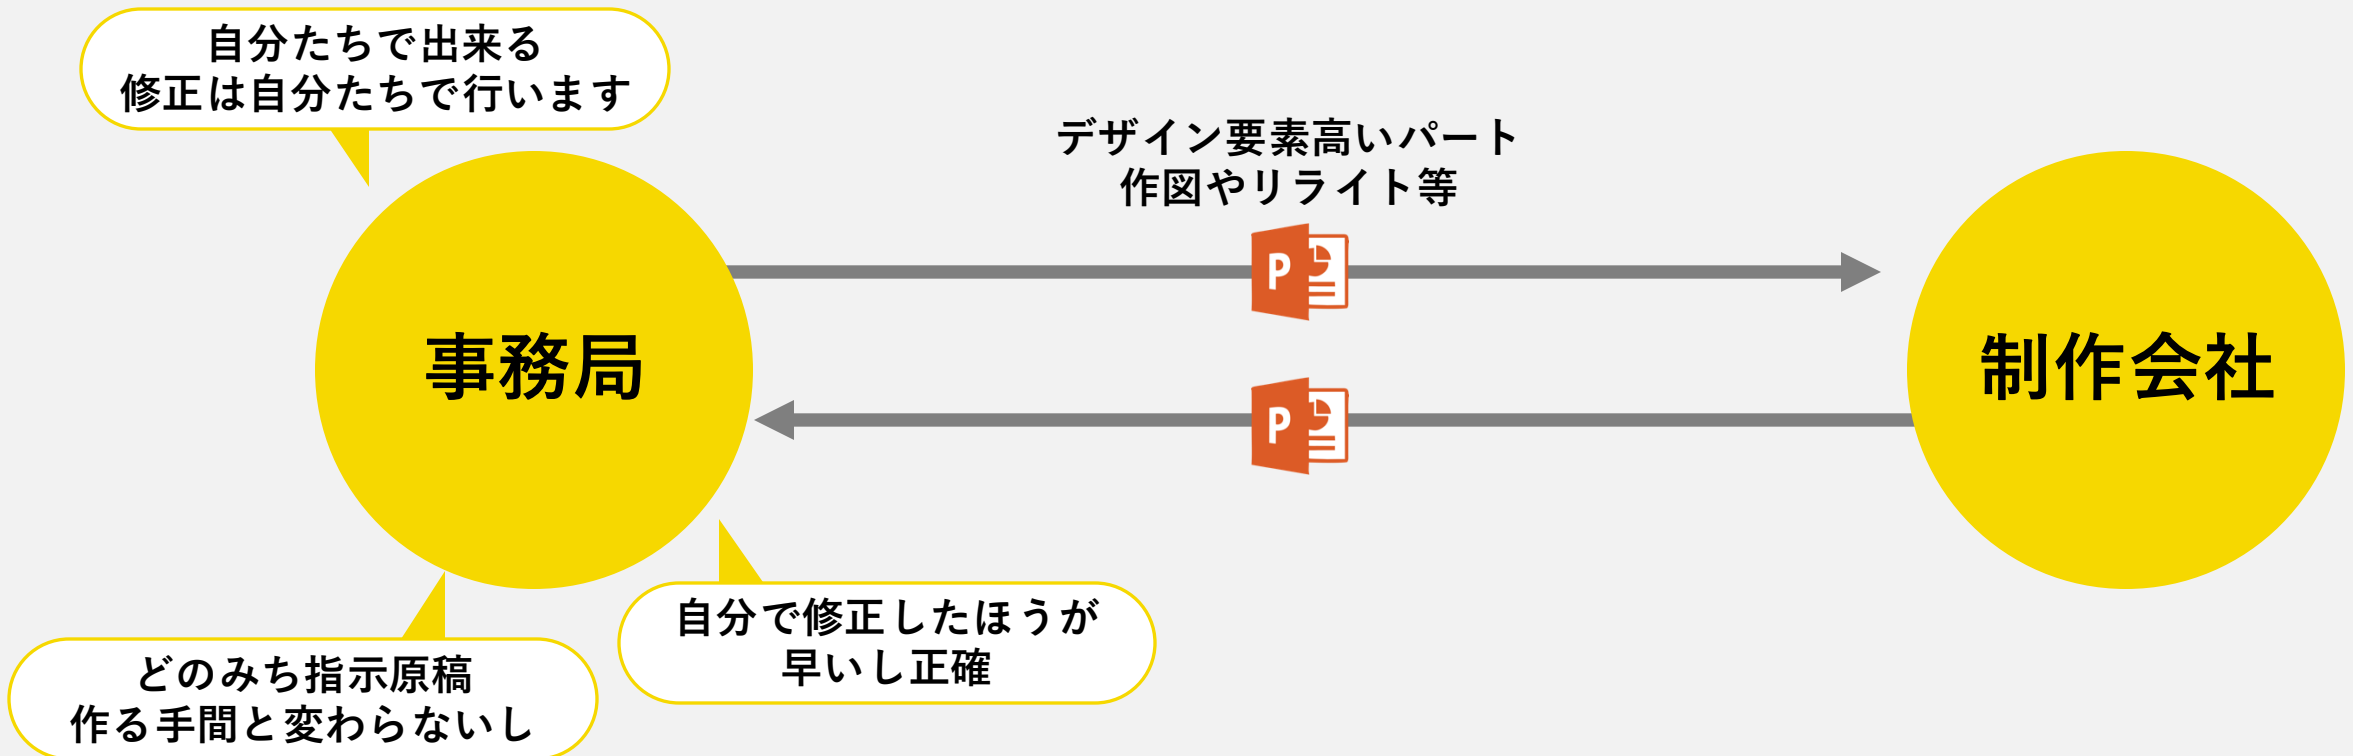 自分たちで出来る
修正は自分たちで行います
デザイン要素高いパート
作図やリライト等
P
事務局
制作会社
P
自分で修正したほうが
早いし正確
どのみち指示原稿
作る手間と変わらないし